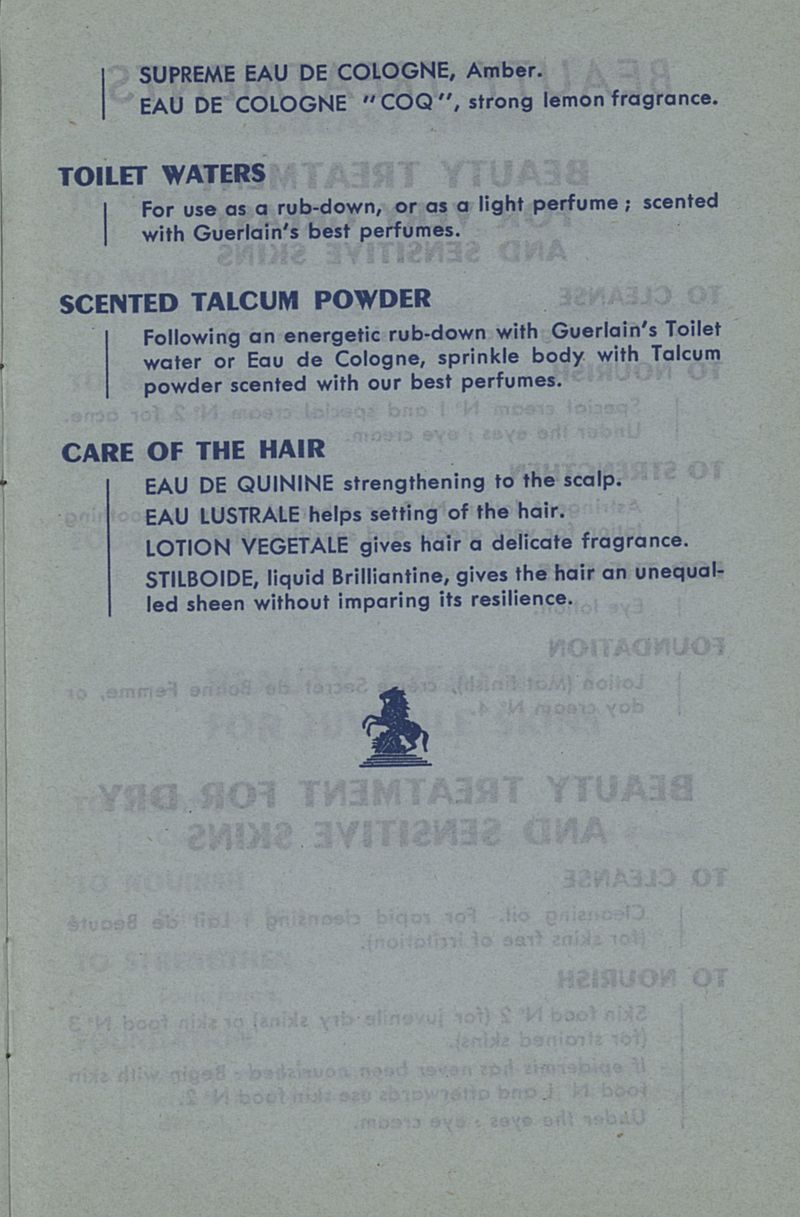 SUPREME EAU DE COLOGNE, Amber.
EAU DE COLOGNE "COQ", strong lemon fragrance.
TOILET WATERS
For use as a rub-down, or as a light perfume ; scented
with Guerlain's best perfumes.
SCENTED TALCUM POWDER
Following an energetic rub-down with Guerlain's Toilet
water or Eau de Cologne, sprinkle body with Talcum
powder scented with our best perfumes.
CARE OF THE HAIR
EAU DE QUININE strengthening to the scalp.
EAU LUSTRALE helps setting of the hair.
LOTION VEGETALE gives hair a delicate fragrance.
STILBOIDE, liquid Brilliantine, gives the hair an unequal-
led sheen without imparing its resilience.